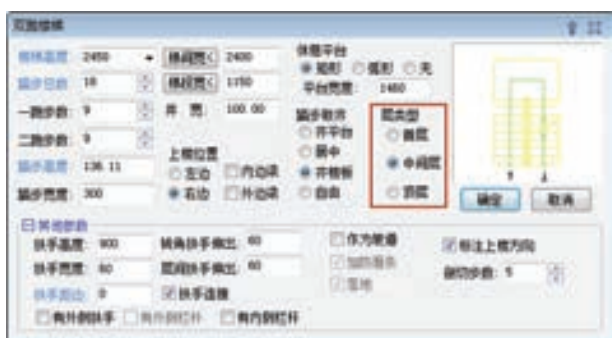 双跑楼梯
楼梯高度 2450 梯间宽< 2400 休息平台
踏步总数 18 梯段宽< 1150 矩形 弧形 无
平台宽度: 1460
一跑步数: 9 井 宽: 100.00 踏步取齐 层类型
二跑步数: 9 齐平台 首层
踏步高度 136.11 上楼位置 居中 中间层
左边 内边梁 齐楼板
踏步宽度: 300 右边 外边梁 自由 顶层 确定 取消
其他参数
扶手高度: 900 转角扶手伸出: 60 作为坡道 标注上楼方向
扶手宽度: 60 层间扶手伸出: 60 加防滑条 剖切步数: 5
扶手距边: 0 扶手连接 落地
有外侧扶手 有外侧栏杆 有内侧栏杆